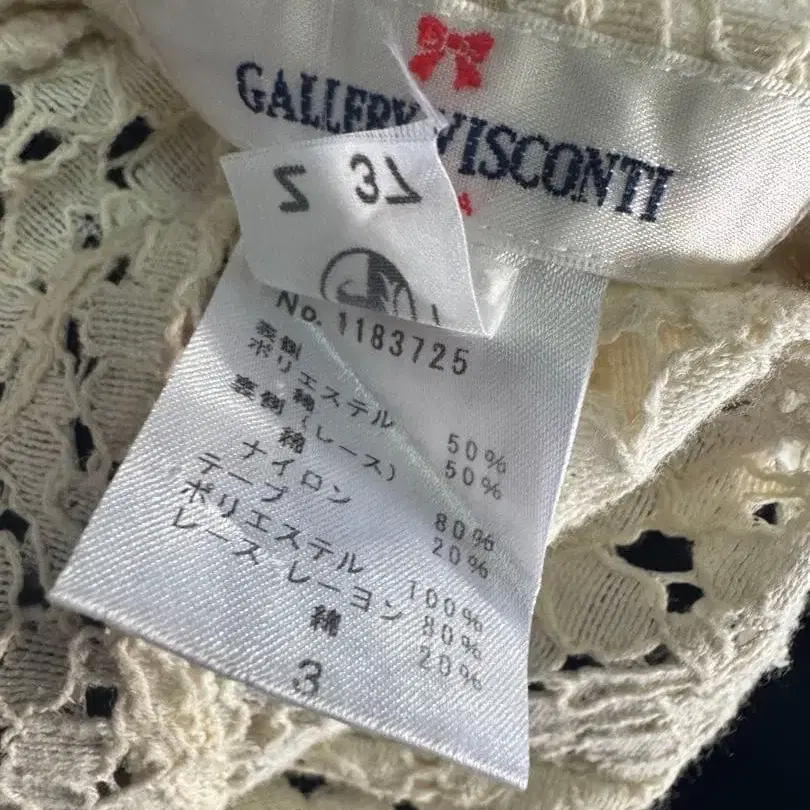 GALLERY VISCONTI
No. 1183725
表側
ポリエステル 50%
綿 50%
裏側(レース)
綿 80%
ナイロン 20%
テープ
ポリエステル 100%
レース レーヨン 80%
綿 20%
3